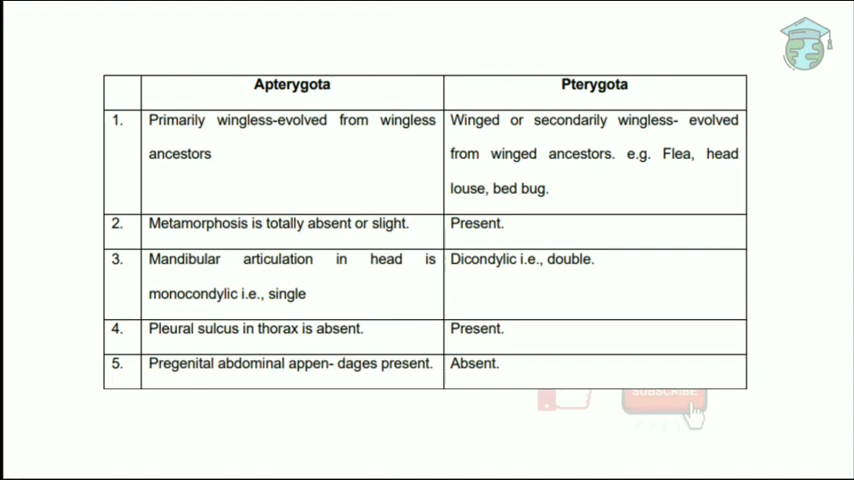 Apterygota Pterygota
1. Primarily wingless-evolved from wingless Winged or secondarily wingless- evolved
ancestors from winged ancestors. e.g. Flea, head
louse, bed bug.
2. Metamorphosis is totally absent or slight. Present.
3. Mandibular articulation in head is Dicondylic i.e., double.
monocondylic i.e., single
4. Pleural sulcus in thorax is absent. Present.
5. Pregenital abdominal appen- dages present. Absent.
SUBSCRIBE